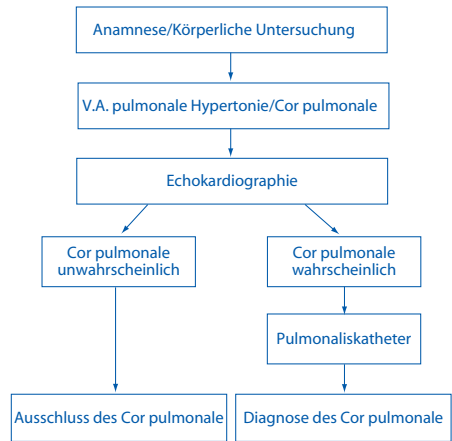 Anamnese/Körperliche Untersuchung
V.A. pulmonale Hypertonie/Cor pulmonale
Echokardiographie
Cor pulmonale
unwahrscheinlich
Cor pulmonale
wahrscheinlich
Pulmonaliskatheter
Ausschluss des Cor pulmonale
Diagnose des Cor pulmonale